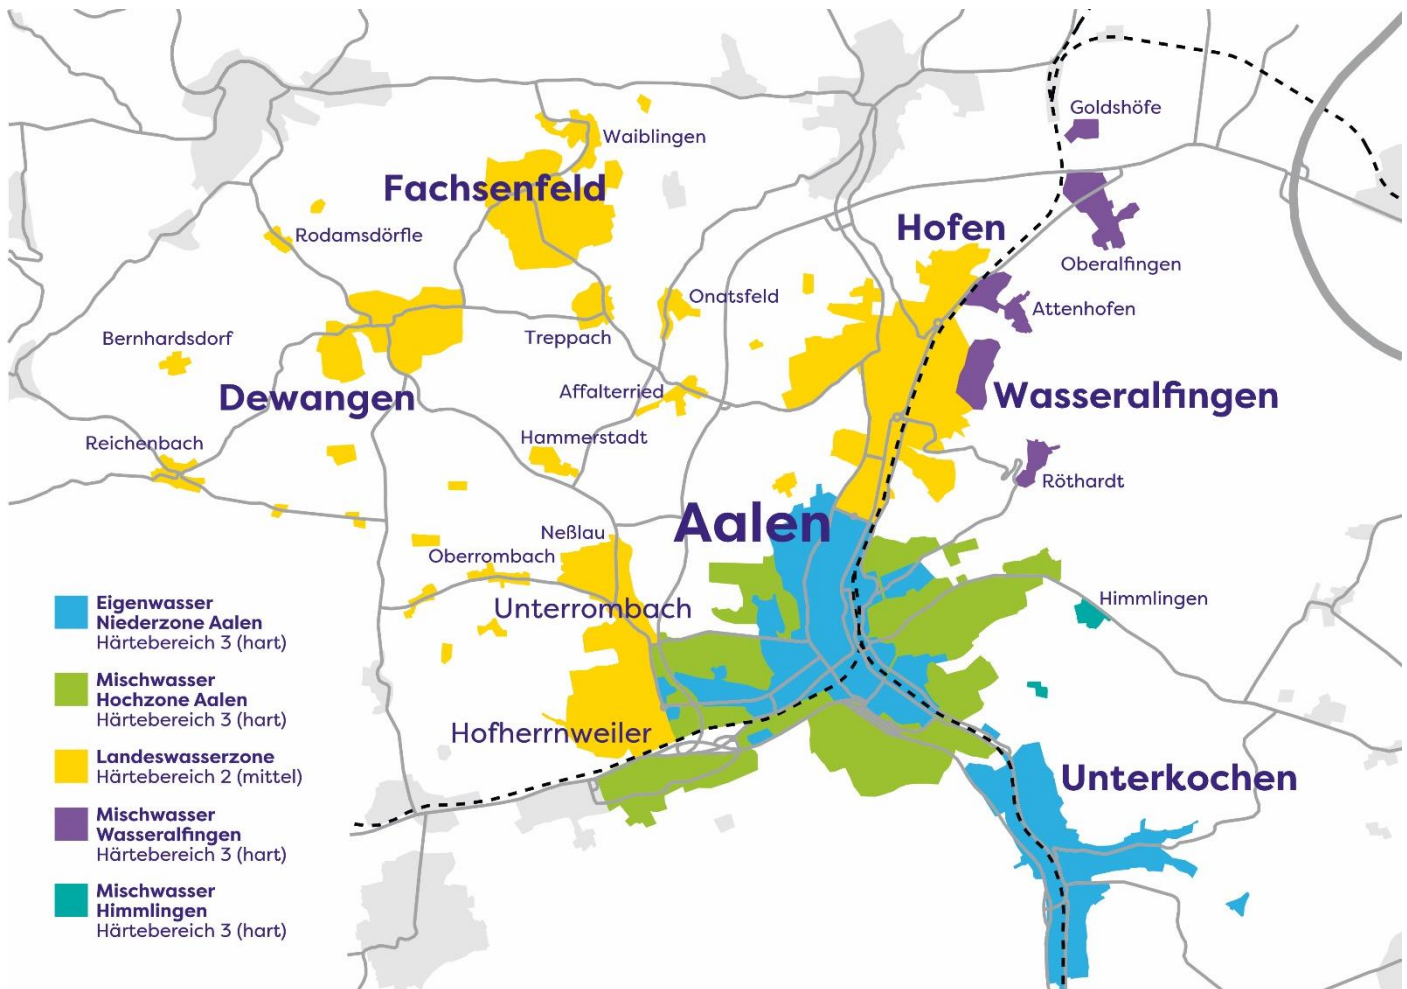 Goldshöfe
Waiblingen
Fachsenfeld
Hofen
Rodamsdörfle
Oberalfingen
Onatsfeld
Attenhofen
Bernhardsdorf
Treppach
Dewangen
Affalterried
Wasseralfingen
Reichenbach
Hammerstadt
Röthardt
Aalen
Neßlau
Oberrombach
Unterrombach
Himmlingen
Hofherrnweiler
Unterkochen
Eigenwasser
Niederzone Aalen
Härtebereich 3 (hart)
Mischwasser
Hochzone Aalen
Härtebereich 3 (hart)
Landeswasserzone
Härtebereich 2 (mittel)
Mischwasser
Wasseralfingen
Härtebereich 3 (hart)
Mischwasser
Himmlingen
Härtebereich 3 (hart)